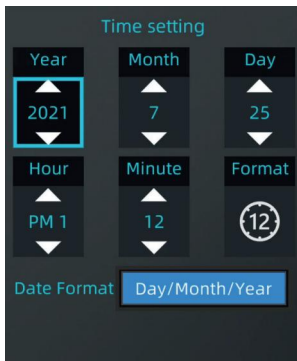 Time setting
Year Month Day
2021 7 25
Hour Minute Format
PM 1 12 12
Date Format Day/Month/Year